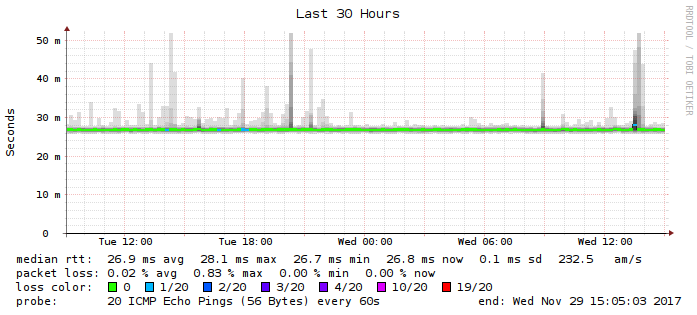 Last 30 Hours
RRDTOOL / TOBI OETIKER
Seconds
50 m
40 m
30 m
20 m
10 m
0
Tue 12:00 Tue 18:00 Wed 00:00 Wed 06:00 Wed 12:00
median rtt: 26.9 ms avg 28.1 ms max 26.7 ms min 26.8 ms now 0.1 ms sd 232.5 am/s
packet loss: 0.02 % avg 0.83 % max 0.00 % min 0.00 % now
loss color: 0 1/20 2/20 3/20 4/20 10/20 19/20
probe: 20 ICMP Echo Pings (56 Bytes) every 60s end: Wed Nov 29 15:05:03 2017